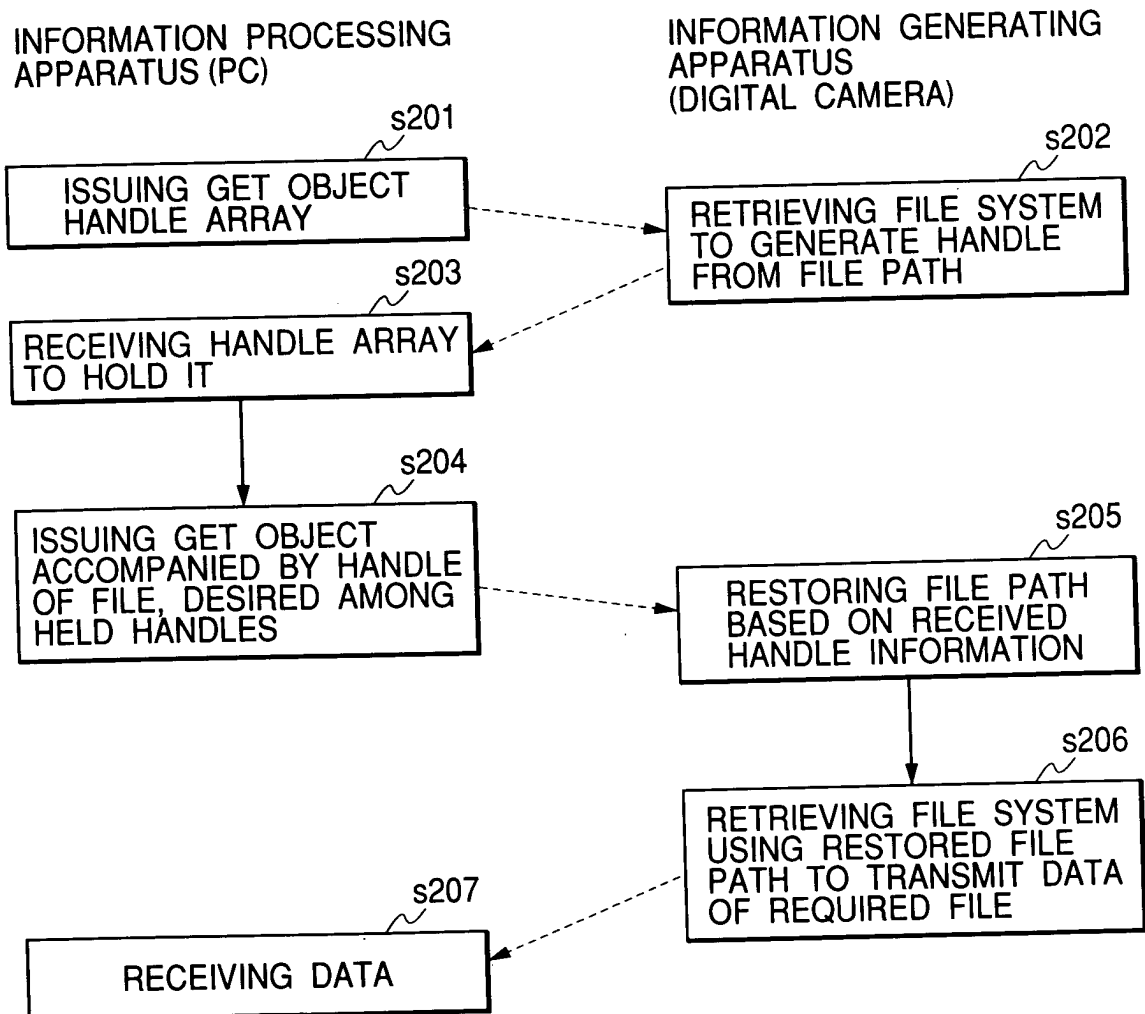 INFORMATION PROCESSING
APPARATUS (PC)
INFORMATION GENERATING
APPARATUS
(DIGITAL CAMERA)
s201
ISSUING GET OBJECT
HANDLE ARRAY
s202
RETRIEVING FILE SYSTEM
TO GENERATE HANDLE
FROM FILE PATH
s203
RECEIVING HANDLE ARRAY
TO HOLD IT
s204
ISSUING GET OBJECT
ACCOMPANIED BY HANDLE
OF FILE, DESIRED AMONG
HELD HANDLES
s205
RESTORING FILE PATH
BASED ON RECEIVED
HANDLE INFORMATION
s206
RETRIEVING FILE SYSTEM
USING RESTORED FILE
PATH TO TRANSMIT DATA
OF REQUIRED FILE
s207
RECEIVING DATA